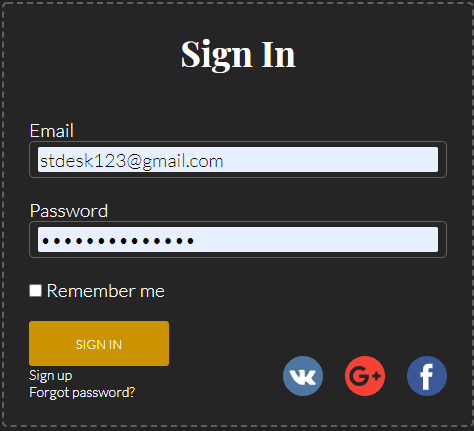 Sign In
Email
stdesk123@gmail.com
Password
••••••••••••••
Remember me
SIGN IN
Sign up
Forgot password?
G+
f